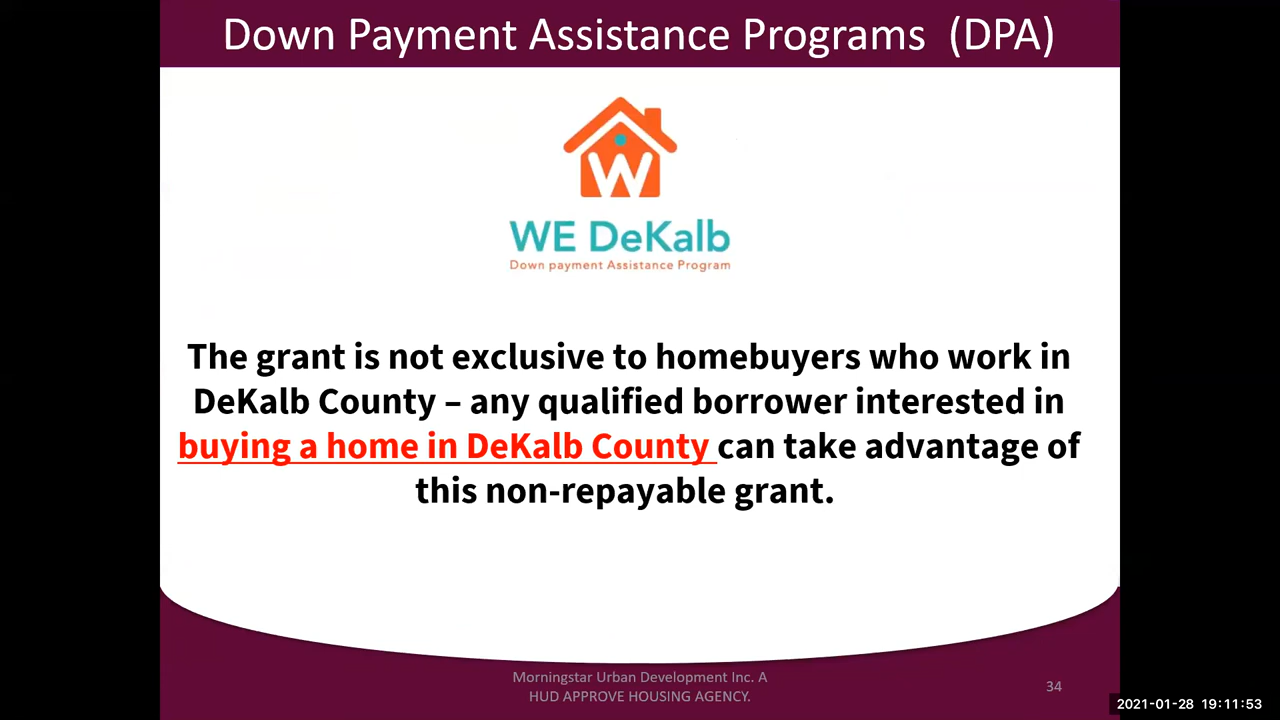 Down Payment Assistance Programs (DPA)
W
WE DeKalb
Down payment Assistance Program
The grant is not exclusive to homebuyers who work in
DeKalb County – any qualified borrower interested in
buying a home in DeKalb County can take advantage of
this non-repayable grant.
Morningstar Urban Development Inc. A
HUD APPROVE HOUSING AGENCY.
34
2021-01-28 19:11:53